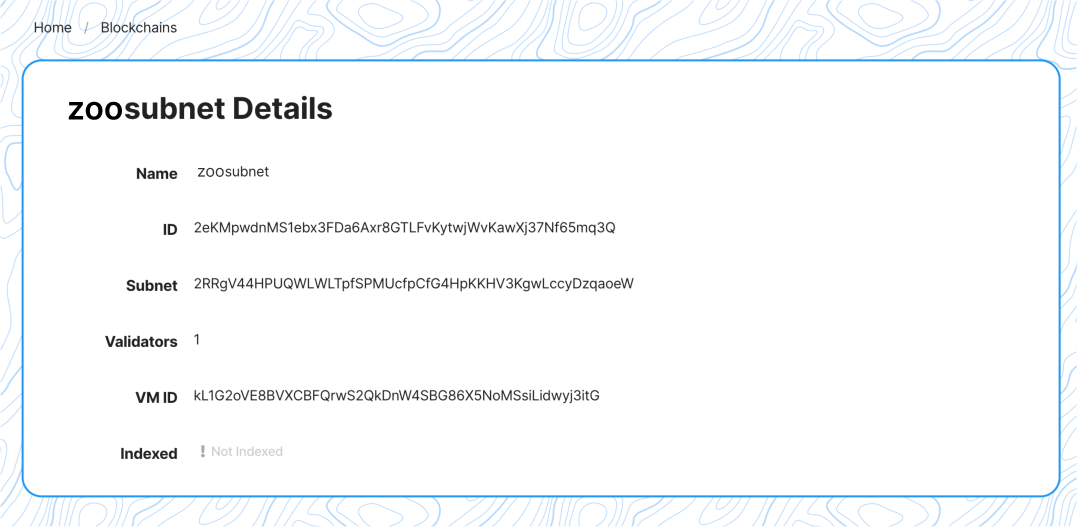 Home / Blockchains
zoosubnet Details
Name zoosubnet
ID 2eKMpwdnMS1ebx3FDa6Axr8GTLFvKytwjWvKawXj37Nf65mq3Q
Subnet 2RRgV44HPUQWLWLTpfSPMUcfpCfG4HpKKHV3KgwLccyDzqaoeW
Validators 1
VM ID kL1G2oVE8BVXCBFQrwS2QkDnW4SBG86X5NoMSsiLidwyj3itG
Indexed ! Not Indexed